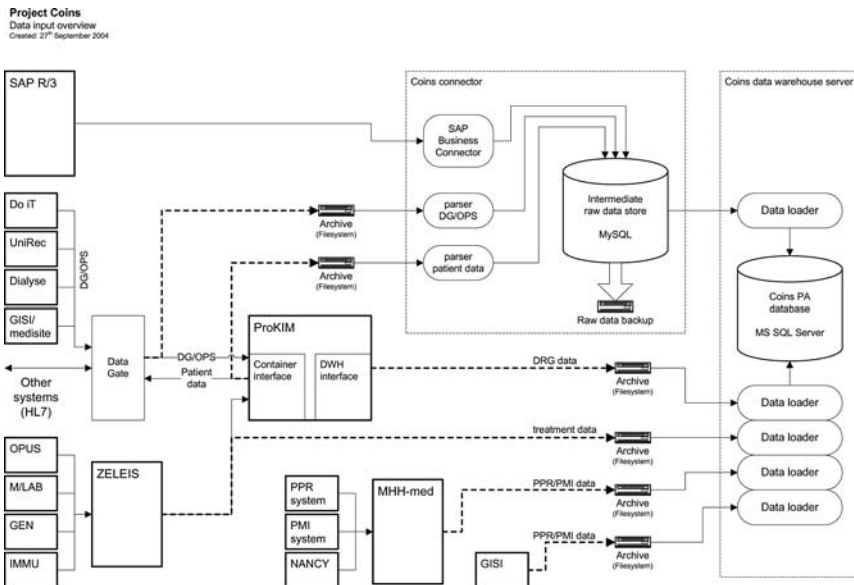 Project Coins
Data input overview
Created: 27th September 2004
SAP R/3
Coins connector
Coins data warehouse server
SAP
Business
Connector
Do iT
UniRec
Dialyse
GISI/
medisite
DG/OPS
Archive
(Filesystem)
parser
DG/OPS
Intermediate
raw data store
MySQL
Data loader
Archive
(Filesystem)
parser
patient data
Coins PA
database
MS SQL Server
Raw data backup
Data
Gate
DG/OPS
Patient
data
ProKIM
Container
interface
DWH
interface
DRG data
Archive
(Filesystem)
Data loader
Other
systems
(HL7)
treatment data
Archive
(Filesystem)
Data loader
OPUS
M/LAB
GEN
IMMU
ZELEIS
PPR
system
PMI
system
NANCY
MHH-med
PPR/PMI data
Archive
(Filesystem)
Data loader
GISI
PPR/PMI data
Archive
(Filesystem)
Data loader